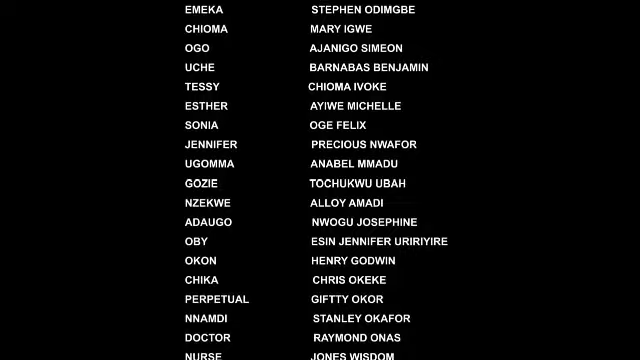 EMEKA STEPHEN ODIMGBE
CHIOMA MARY IGWE
OGO AJANIGO SIMEON
UCHE BARNABAS BENJAMIN
TESSY CHIOMA IVOKE
ESTHER AYIWE MICHELLE
SONIA OGE FELIX
JENNIFER PRECIOUS NWAFOR
UGOMMA ANABEL MMADU
GOZIE TOCHUKWU UBAH
NZEKWE ALLOY AMADI
ADAUGO NWOGU JOSEPHINE
OBY ESIN JENNIFER URIRIYIRE
OKON HENRY GODWIN
CHIKA CHRIS OKEKE
PERPETUAL GIFTTY OKOR
NNAMDI STANLEY OKAFOR
DOCTOR RAYMOND ONAS
NURSE JONES WISDOM